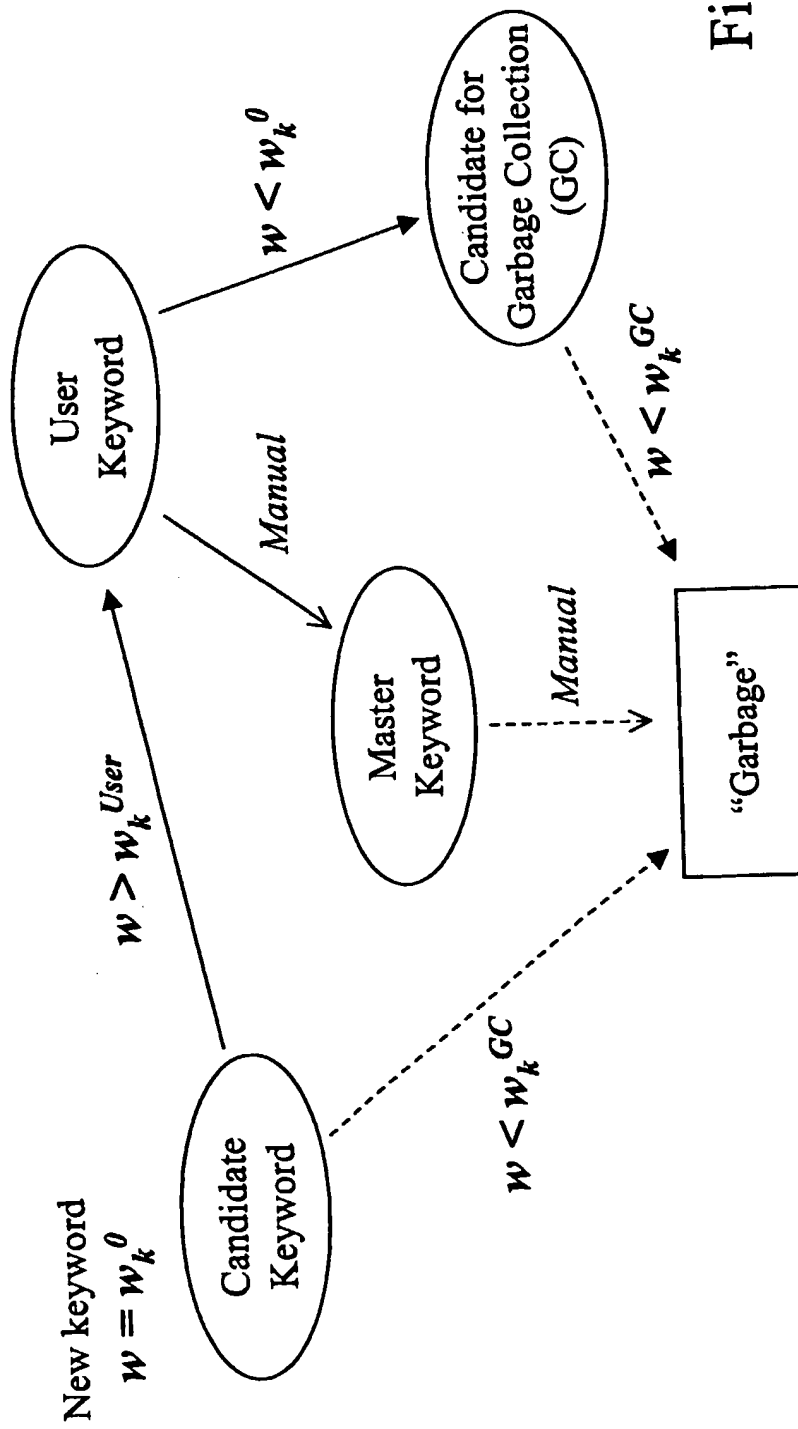 New keyword
w = w_k^0
Candidate
Keyword
w > w_k^User
User
Keyword
w < w_k^0
Manual
Master
Keyword
Candidate for
Garbage Collection
(GC)
w < w_k^GC
Manual
w < w_k^GC
“Garbage”
Fi